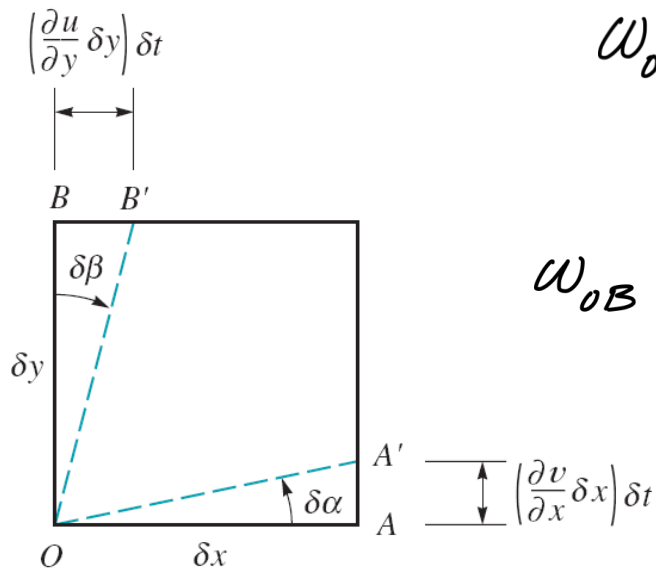 (∂u/∂y δy) δt
ω_o
B B'
δβ
ω_OB
δy
A'
(∂v/∂x δx) δt
δα
A
O
δx